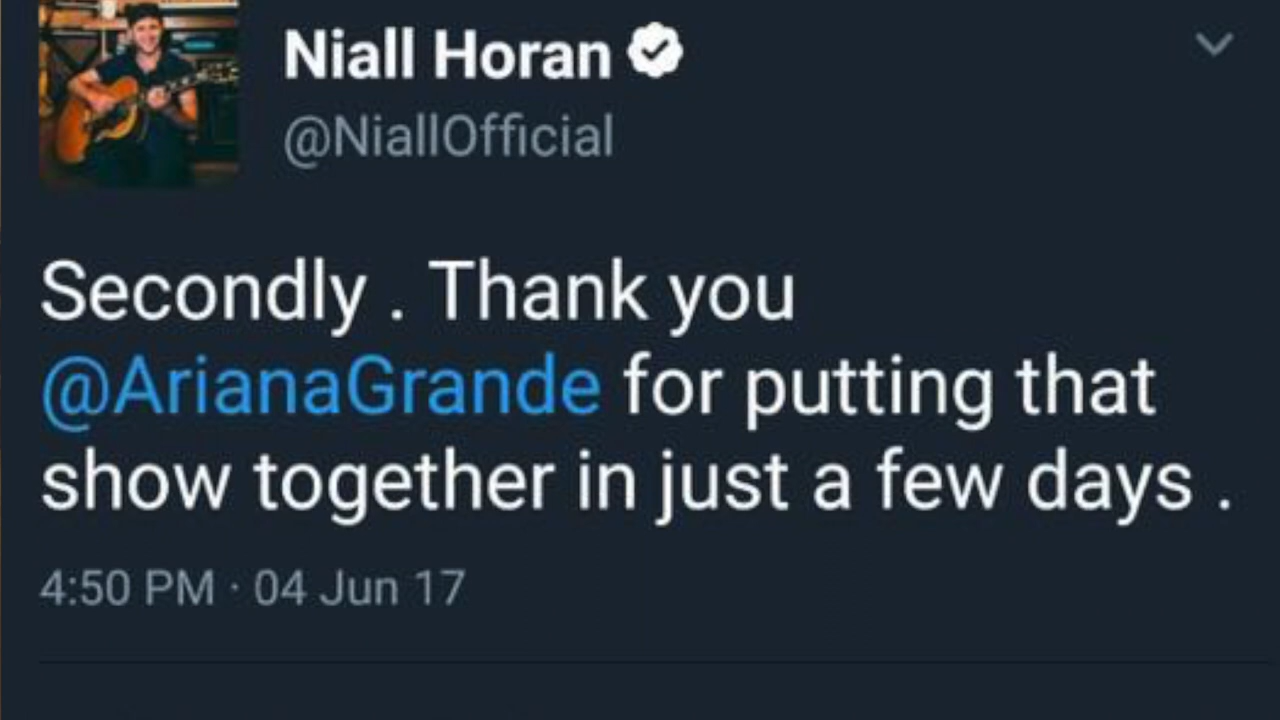 Niall Horan
@NiallOfficial
Secondly . Thank you
@ArianaGrande for putting that
show together in just a few days .
4:50 PM · 04 Jun 17